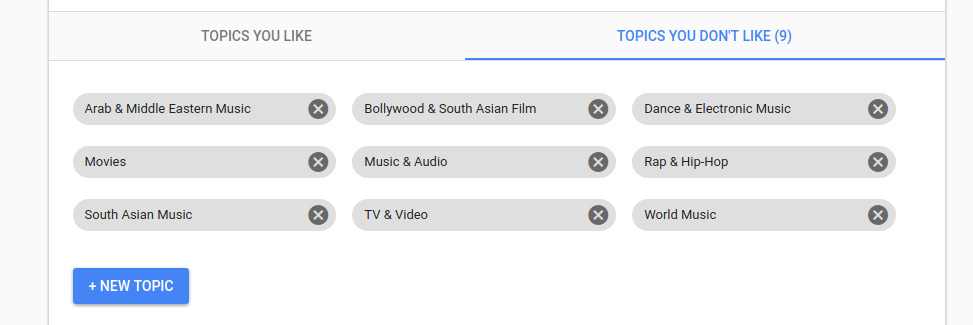 TOPICS YOU LIKE
TOPICS YOU DON'T LIKE (9)
Arab & Middle Eastern Music
Bollywood & South Asian Film
Dance & Electronic Music
Movies
Music & Audio
Rap & Hip-Hop
South Asian Music
TV & Video
World Music
+ NEW TOPIC